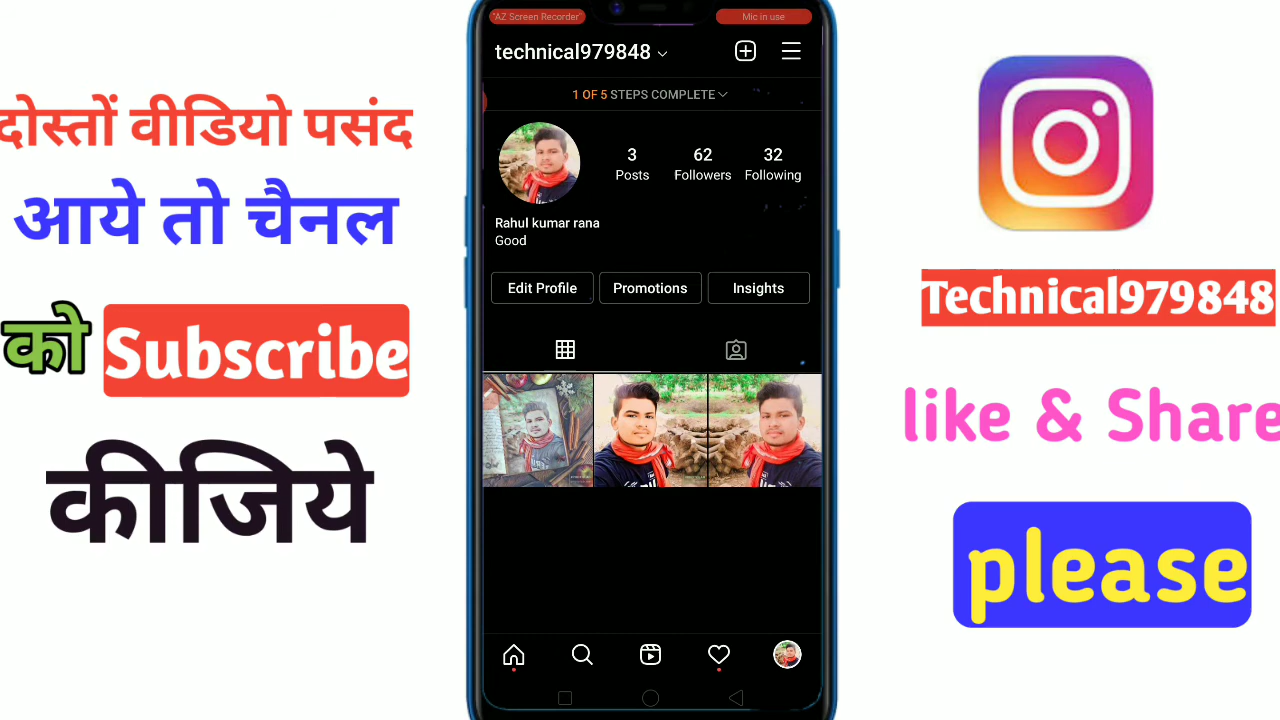 दोस्तों वीडियो पसंद
आये तो चैनल
को Subscribe
कीजिये
"AZ Screen Recorder"
Mic in use
technical979848
1 OF 5 STEPS COMPLETE
3
Posts
62
Followers
32
Following
Rahul kumar rana
Good
Edit Profile
Promotions
Insights
Technical979848
like & Share
please